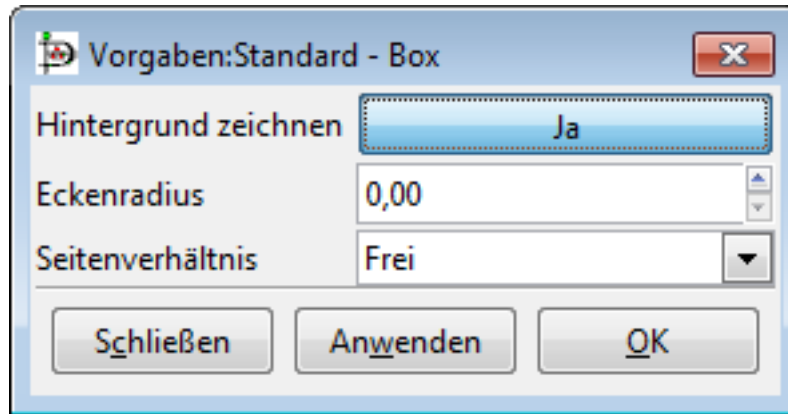 Vorgaben:Standard - Box
Hintergrund zeichnen Ja
Eckenradius 0,00
Seitenverhältnis Frei
Schließen Anwenden OK